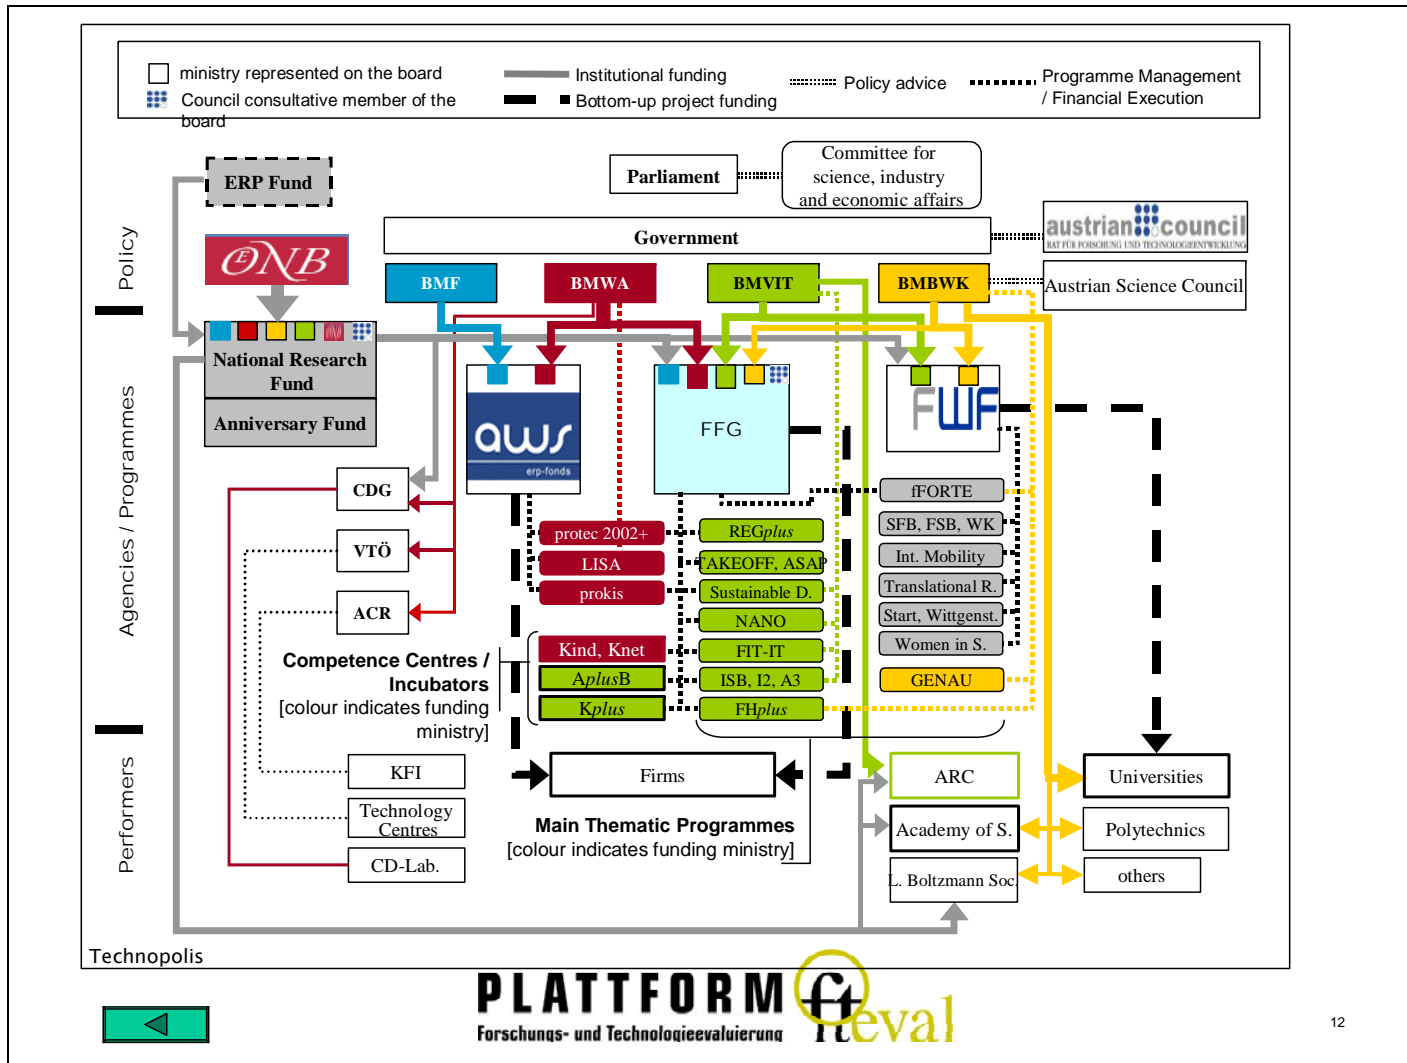 ministry represented on the board
Council consultative member of the
board
Institutional funding
Bottom-up project funding
Policy advice
Programme Management
/ Financial Execution
ERP Fund
Parliament
Committee for
science, industry
and economic affairs
Government
austrian council
RAT FÜR FORSCHUNG UND TECHNOLOGIEENTWICKLUNG
Austrian Science Council
OeNB
BMF
BMWA
BMVIT
BMBWK
Policy
Agencies / Programmes
Performers
National Research
Fund
Anniversary Fund
aws
erp-fonds
FFG
FWF
CDG
VTÖ
ACR
protec 2002+
LISA
prokis
Kind, Knet
AplusB
Kplus
REGplus
TAKEOFF, ASAP
Sustainable D.
NANO
FIT-IT
ISB, I2, A3
FHplus
fFORTE
SFB, FSB, WK
Int. Mobility
Translational R.
Start, Wittgenst.
Women in S.
GENAU
Competence Centres /
Incubators
[colour indicates funding
ministry]
KFI
Technology
Centres
CD-Lab.
Firms
Main Thematic Programmes
[colour indicates funding ministry]
ARC
Academy of S.
L. Boltzmann Soc.
Universities
Polytechnics
others
Technopolis
PLATTFORM
Forschungs- und Technologieevaluierung
fteval
12